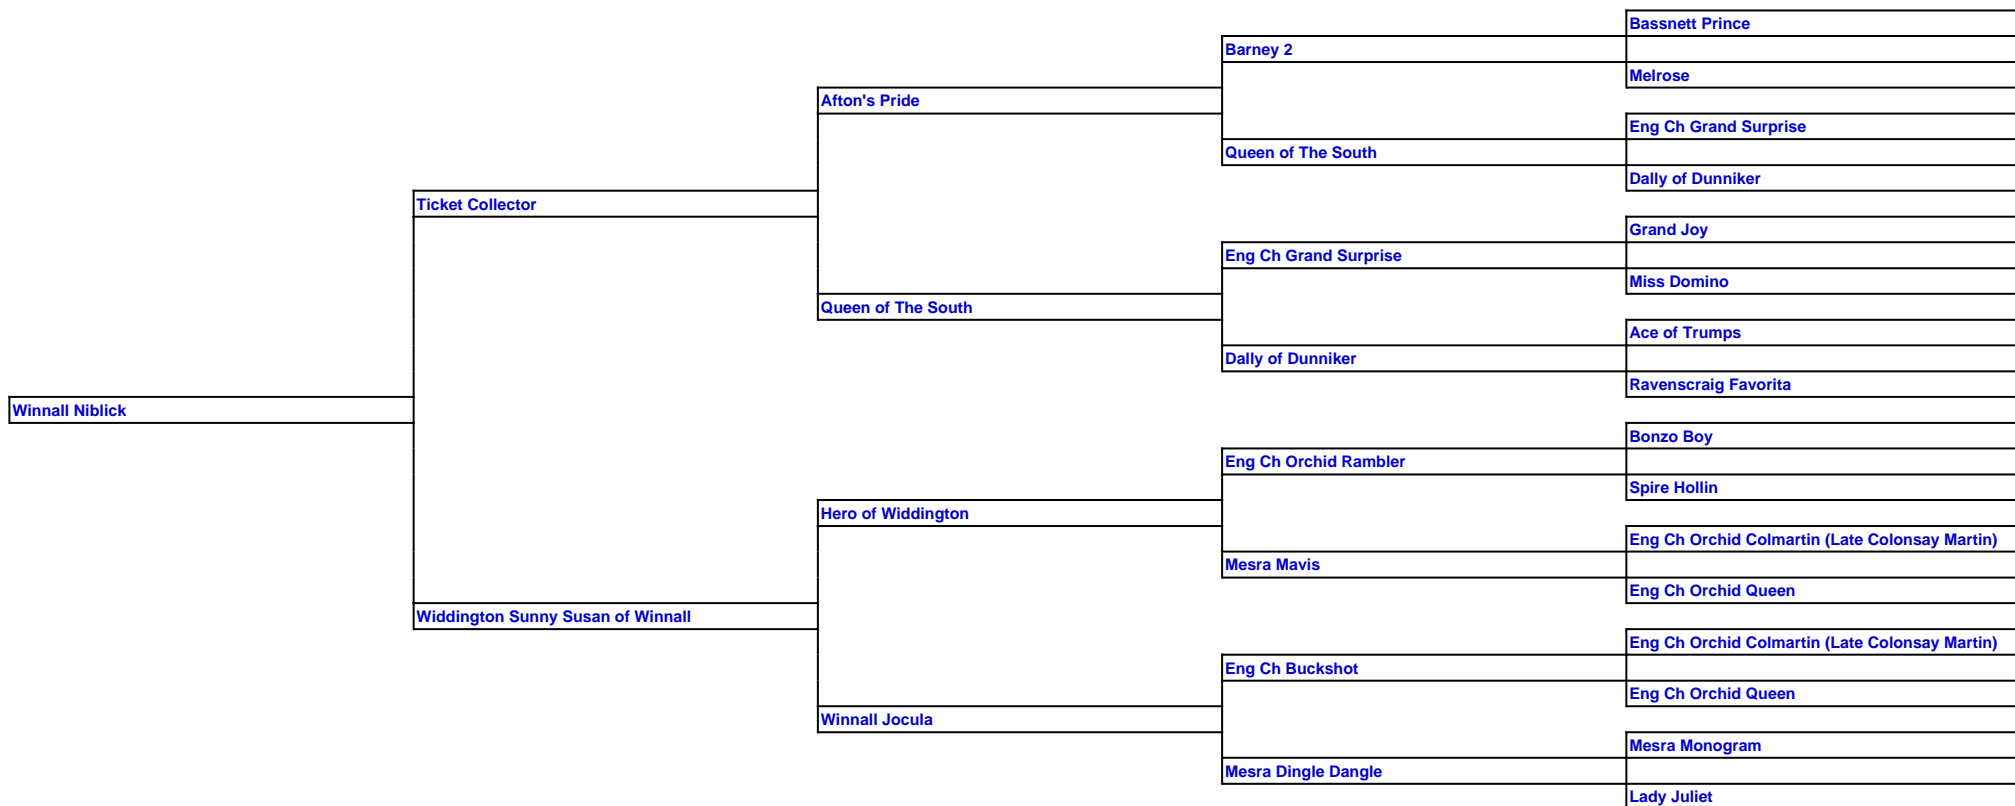 Bassnett Prince
Barney 2
Melrose
Afton's Pride
Eng Ch Grand Surprise
Queen of The South
Dally of Dunniker
Ticket Collector
Grand Joy
Eng Ch Grand Surprise
Miss Domino
Queen of The South
Ace of Trumps
Dally of Dunniker
Ravenscraig Favorita
Winnall Niblick
Bonzo Boy
Eng Ch Orchid Rambler
Spire Hollin
Hero of Widdington
Eng Ch Orchid Colmartin (Late Colonsay Martin)
Mesra Mavis
Eng Ch Orchid Queen
Widdington Sunny Susan of Winnall
Eng Ch Orchid Colmartin (Late Colonsay Martin)
Eng Ch Buckshot
Eng Ch Orchid Queen
Winnall Jocula
Mesra Monogram
Mesra Dingle Dangle
Lady Juliet